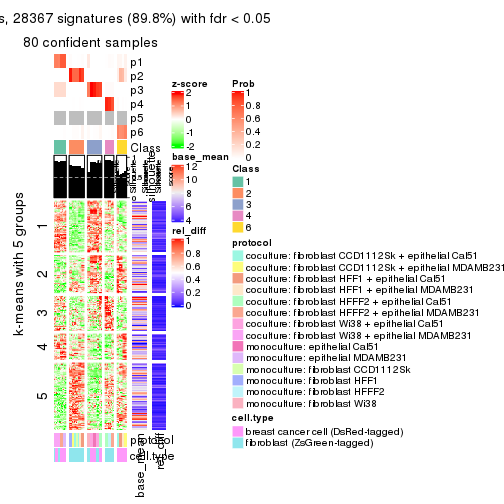 s, 28367 signatures (89.8%) with fdr < 0.05
80 confident samples
p1
p2
p3
p4
p5
p6
Class
1
0.5
0
silhouette
score
k-means with 5 groups
1
2
3
4
5
protocol
cell.type
base_mean
rel_diff
z-score
2
1
0
-1
-2
base_mean
12
10
8
6
4
rel_diff
1
0.8
0.6
0.4
0.2
0
Prob
1
0.8
0.6
0.4
0.2
0
Class
1
2
3
4
6
protocol
coculture: fibroblast CCD1112Sk + epithelial Cal51
coculture: fibroblast CCD1112Sk + epithelial MDAMB231
coculture: fibroblast HFF1 + epithelial Cal51
coculture: fibroblast HFF1 + epithelial MDAMB231
coculture: fibroblast HFFF2 + epithelial Cal51
coculture: fibroblast HFFF2 + epithelial MDAMB231
coculture: fibroblast Wi38 + epithelial Cal51
coculture: fibroblast Wi38 + epithelial MDAMB231
monoculture: epithelial Cal51
monoculture: epithelial MDAMB231
monoculture: fibroblast CCD1112Sk
monoculture: fibroblast HFF1
monoculture: fibroblast HFFF2
monoculture: fibroblast Wi38
cell.type
breast cancer cell (DsRed-tagged)
fibroblast (ZsGreen-tagged)